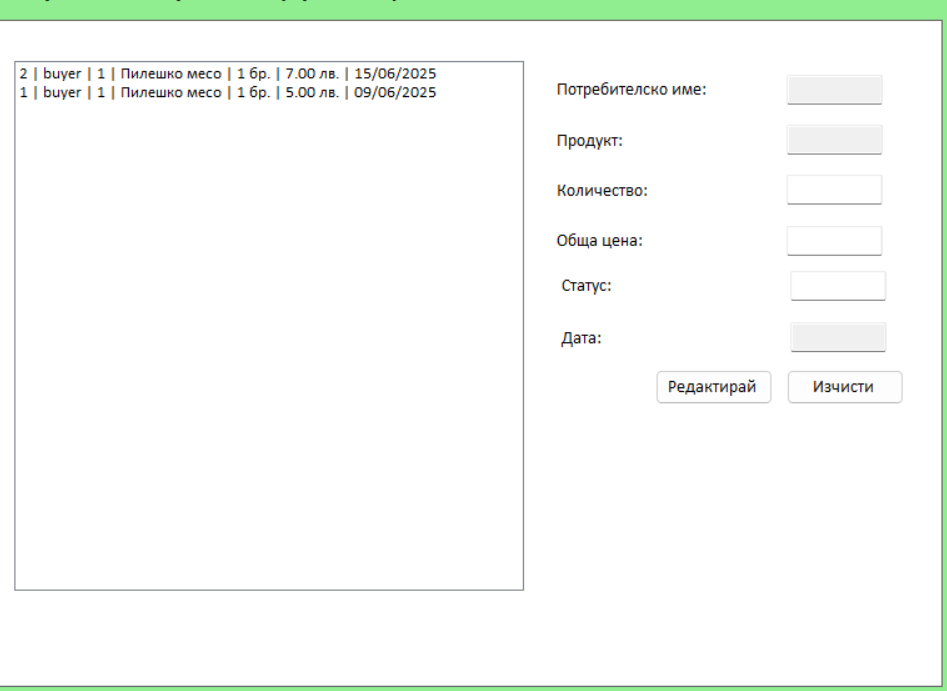 2 | buyer | 1 | Пилешко месо | 1 бр. | 7.00 лв. | 15/06/2025
1 | buyer | 1 | Пилешко месо | 1 бр. | 5.00 лв. | 09/06/2025
Потребителско име:
Продукт:
Количество:
Обща цена:
Статус:
Дата:
Редактирай
Изчисти